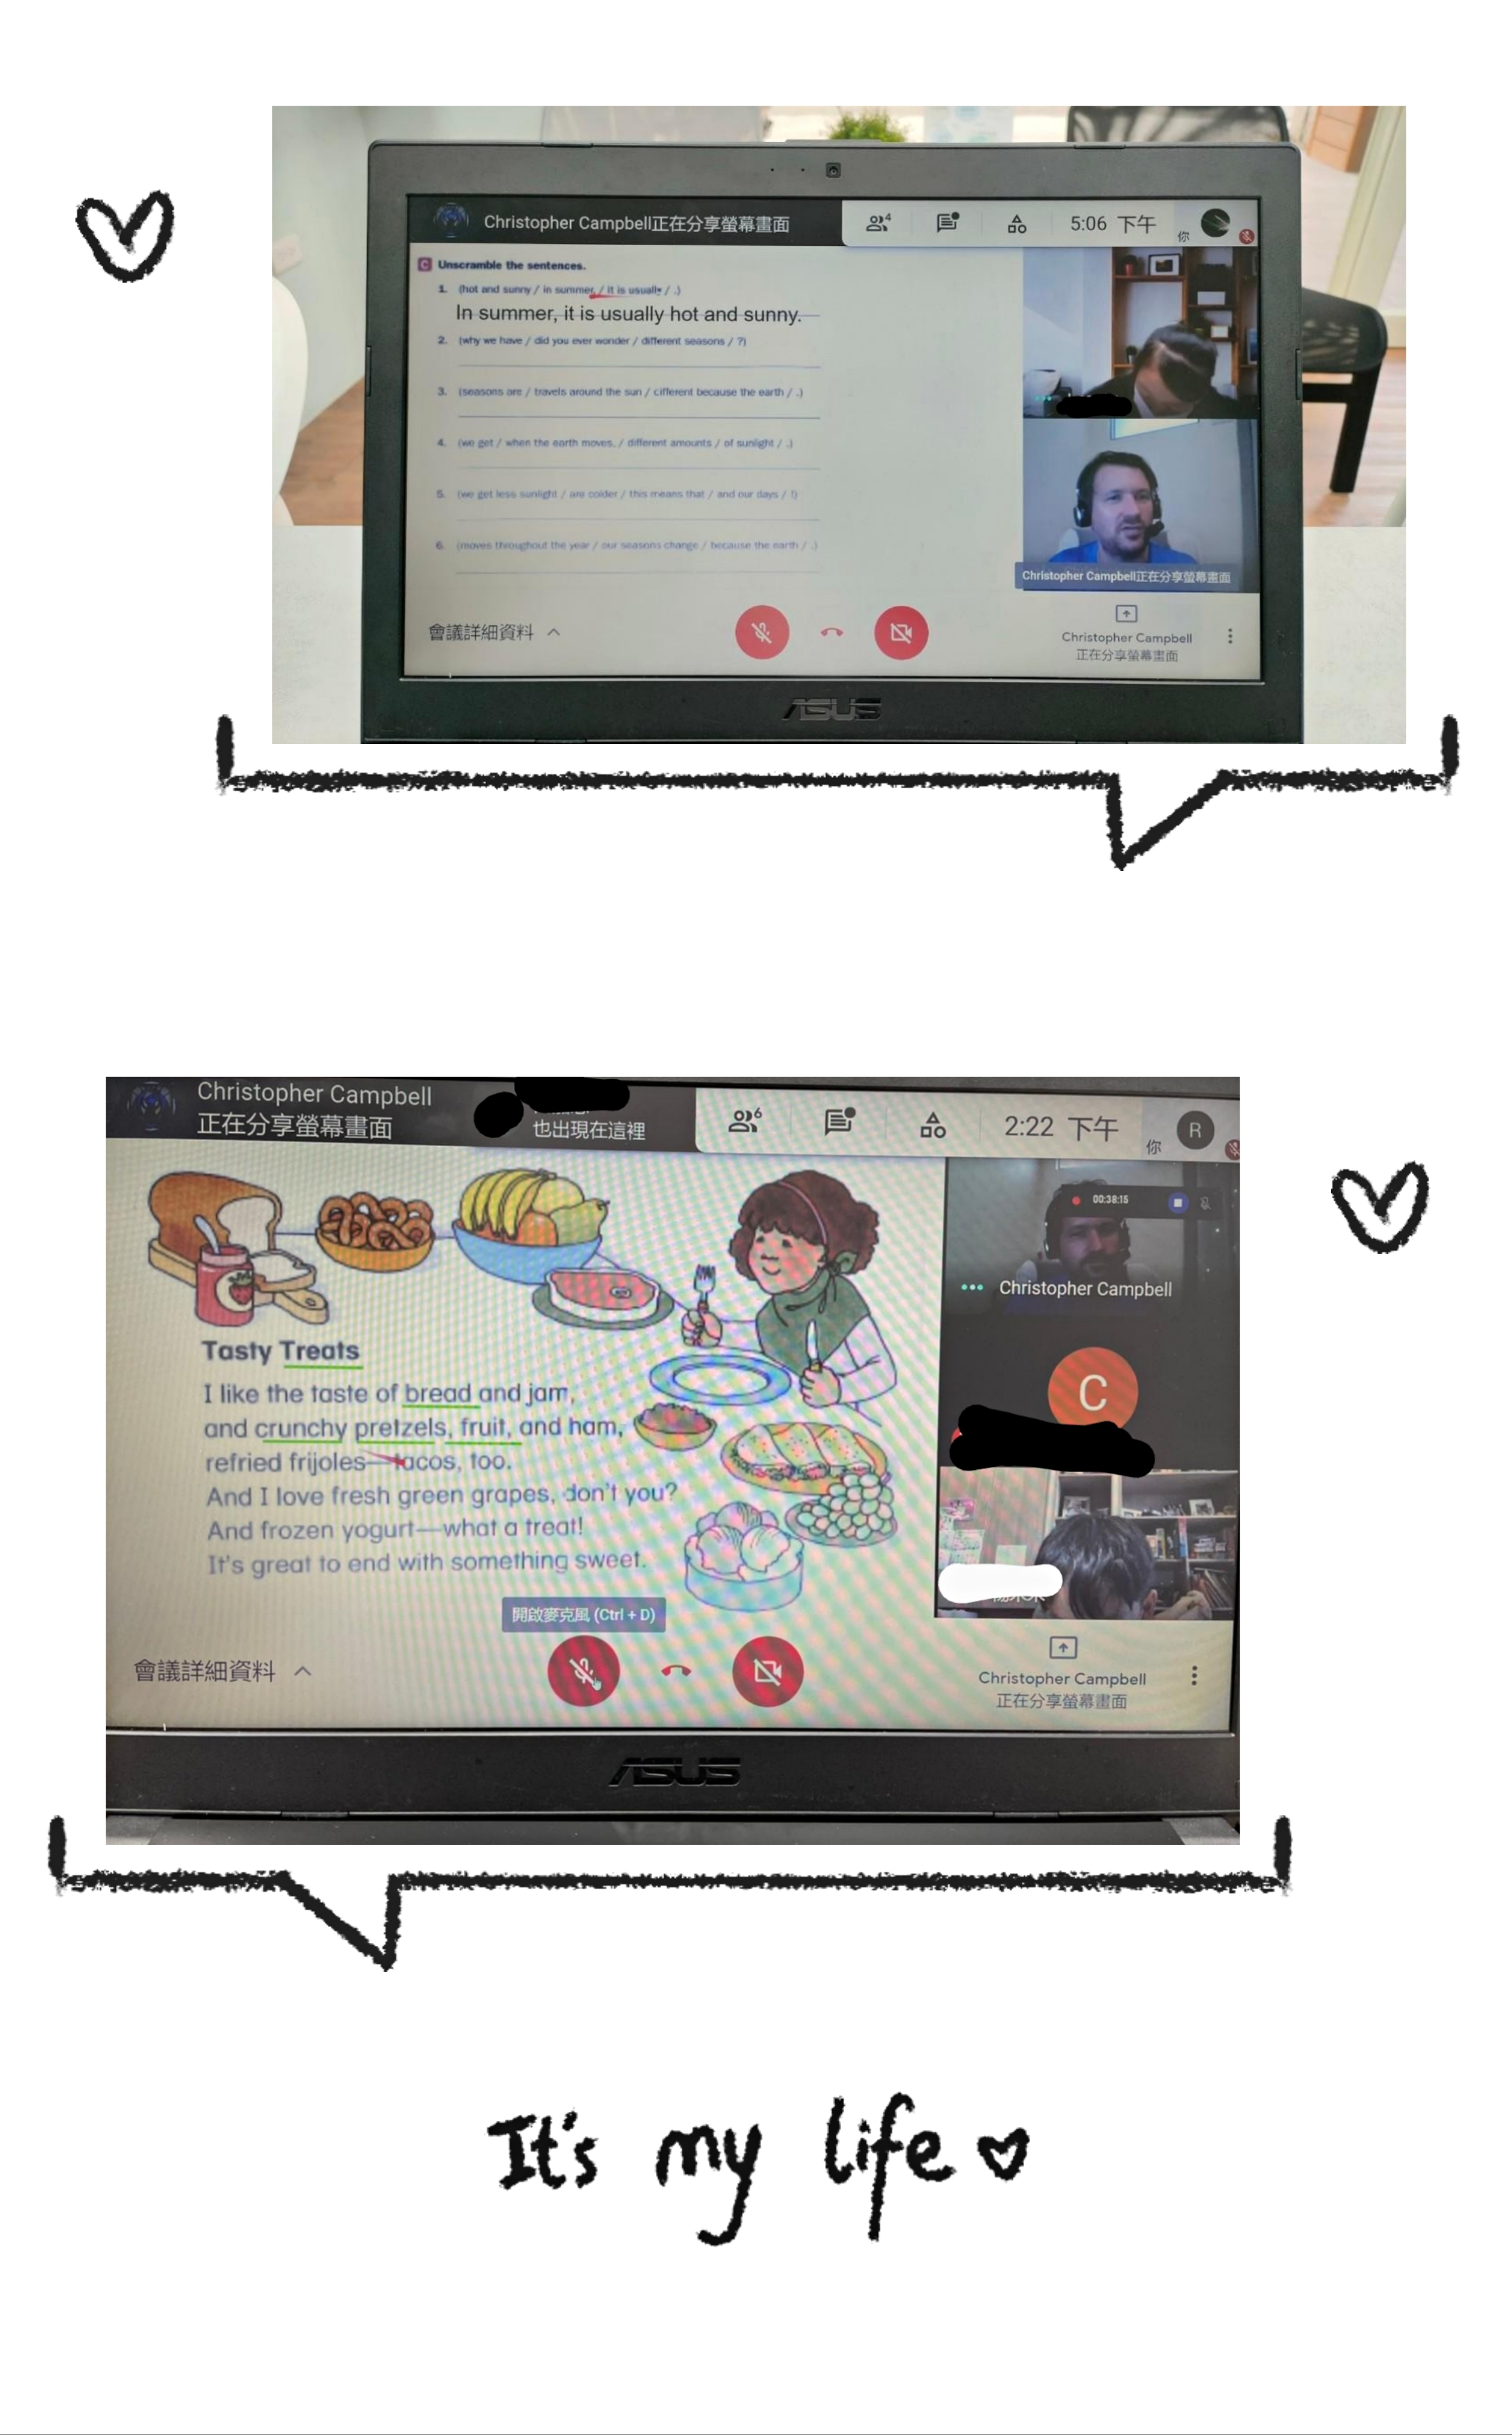 Christopher Campbell正在分享螢幕畫面
4
5:06 下午
你
C Unscramble the sentences.
1. (hot and sunny / in summer, / it is usually / .)
In summer, it is usually hot and sunny.
2. (why we have / did you ever wonder / different seasons / ?)
3. (seasons are / travels around the sun / different because the earth / .)
4. (we get / when the earth moves, / different amounts / of sunlight / .)
5. (we get less sunlight / are colder / this means that / and our days / !)
6. (moves throughout the year / our seasons change / because the earth / .)
Christopher Campbell正在分享螢幕畫面
會議詳細資料
Christopher Campbell
正在分享螢幕畫面
ASUS
Christopher Campbell
正在分享螢幕畫面
也出現在這裡
6
2:22 下午
你
R
00:38:15
Christopher Campbell
C
Tasty Treats
I like the taste of bread and jam,
and crunchy pretzels, fruit, and ham,
refried frijoles—tacos, too.
And I love fresh green grapes, don't you?
And frozen yogurt—what a treat!
It's great to end with something sweet.
開啟麥克風 (Ctrl + D)
會議詳細資料
Christopher Campbell
正在分享螢幕畫面
ASUS
It's my life